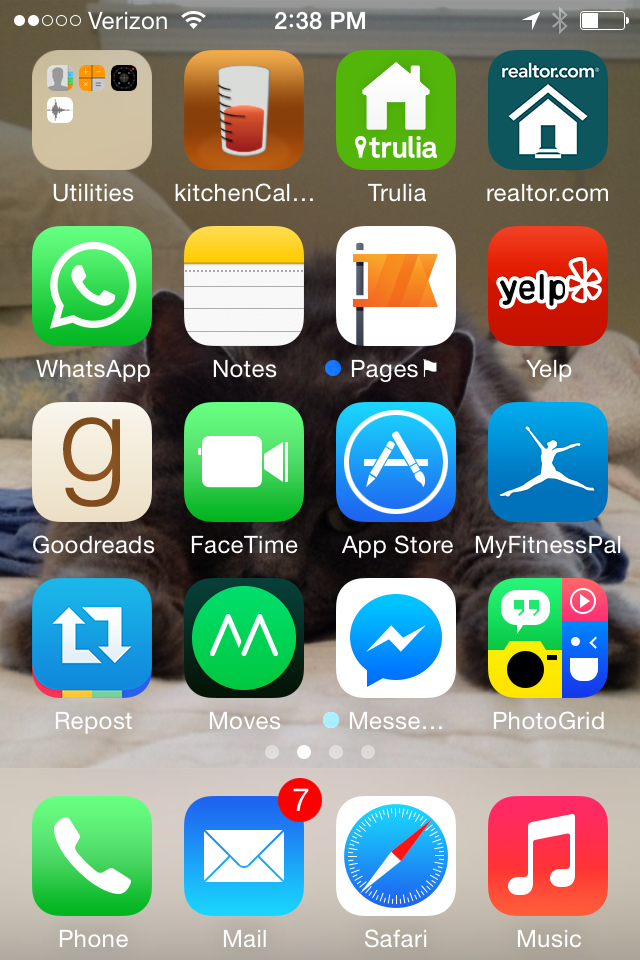 Verizon 2:38 PM
realtor.com
trulia
Utilities kitchenCal... Trulia realtor.com
yelp
WhatsApp Notes Pages Yelp
g
Goodreads FaceTime App Store MyFitnessPal
Repost Moves Messe... PhotoGrid
7
Phone Mail Safari Music